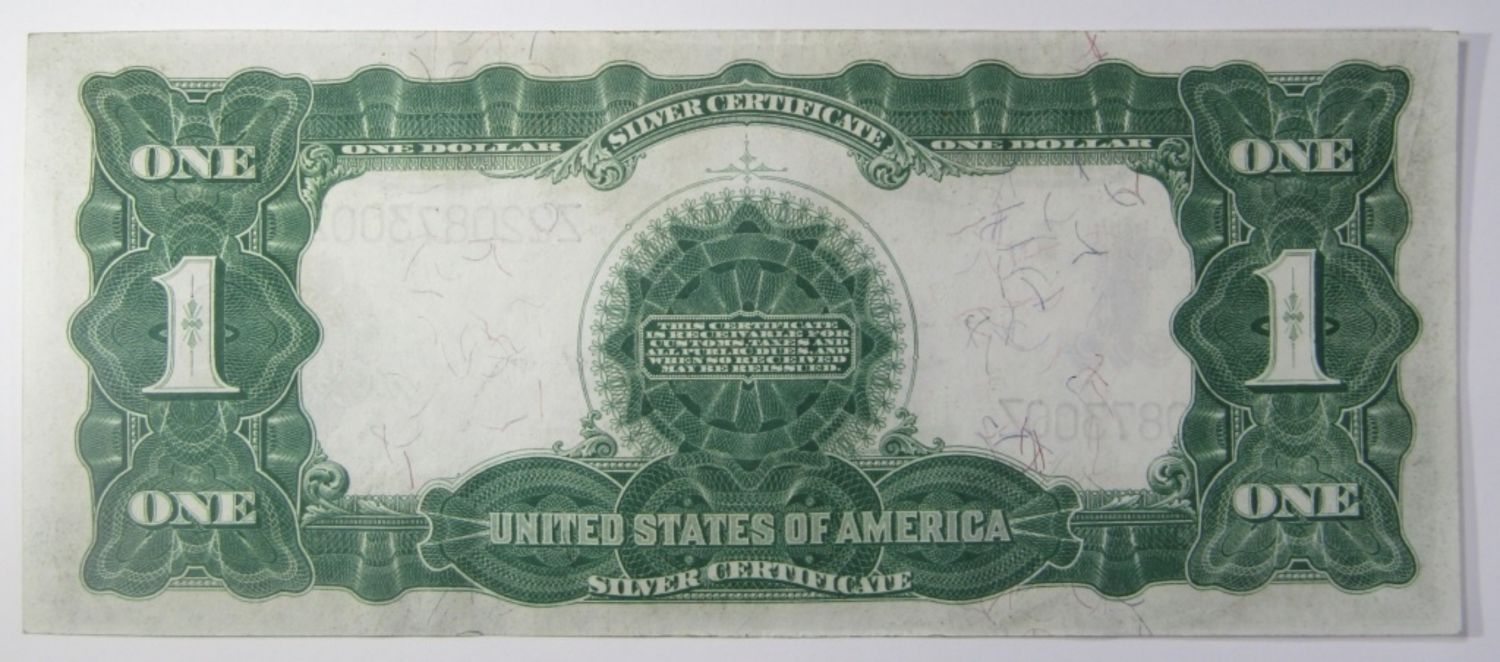 SILVER CERTIFICATE
ONE DOLLAR ONE DOLLAR
ONE ONE
1 1
THIS CERTIFICATE
IS RECEIVABLE FOR
CUSTOMS, TAXES AND
ALL PUBLIC DUES, AND
WHEN SO RECEIVED
MAY BE REISSUED.
ONE ONE
UNITED STATES OF AMERICA
SILVER CERTIFICATE